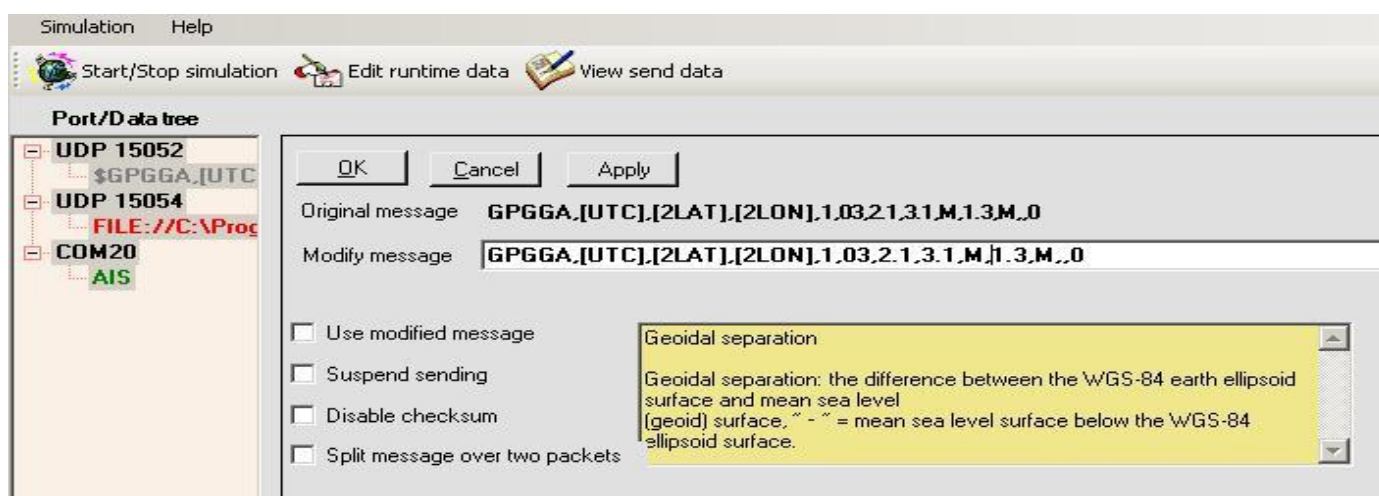 Simulation Help
Start/Stop simulation Edit runtime data View send data
Port/Data tree
UDP 15052
$GPGGA,[UTC
UDP 15054
FILE://C:\Prog
COM20
AIS
OK Cancel Apply
Original message GPGGA,[UTC],[2LAT],[2LON],1,03,2.1,3.1,M,1.3,M,,0
Modify message GPGGA,[UTC],[2LAT],[2LON],1,03,2.1,3.1,M,1.3,M,,0
Use modified message
Suspend sending
Disable checksum
Split message over two packets
Geoidal separation
Geoidal separation: the difference between the WGS-84 earth ellipsoid
surface and mean sea level
(geoid) surface, ˝ - ˝ = mean sea level surface below the WGS-84
ellipsoid surface.